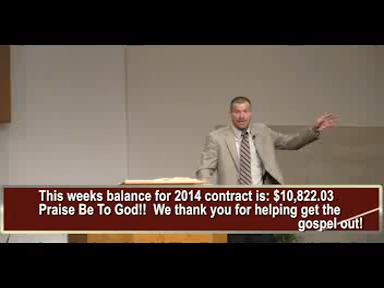 This weeks balance for 2014 contract is: $10,822.03
Praise Be To God!! We thank you for helping get the
gospel out!